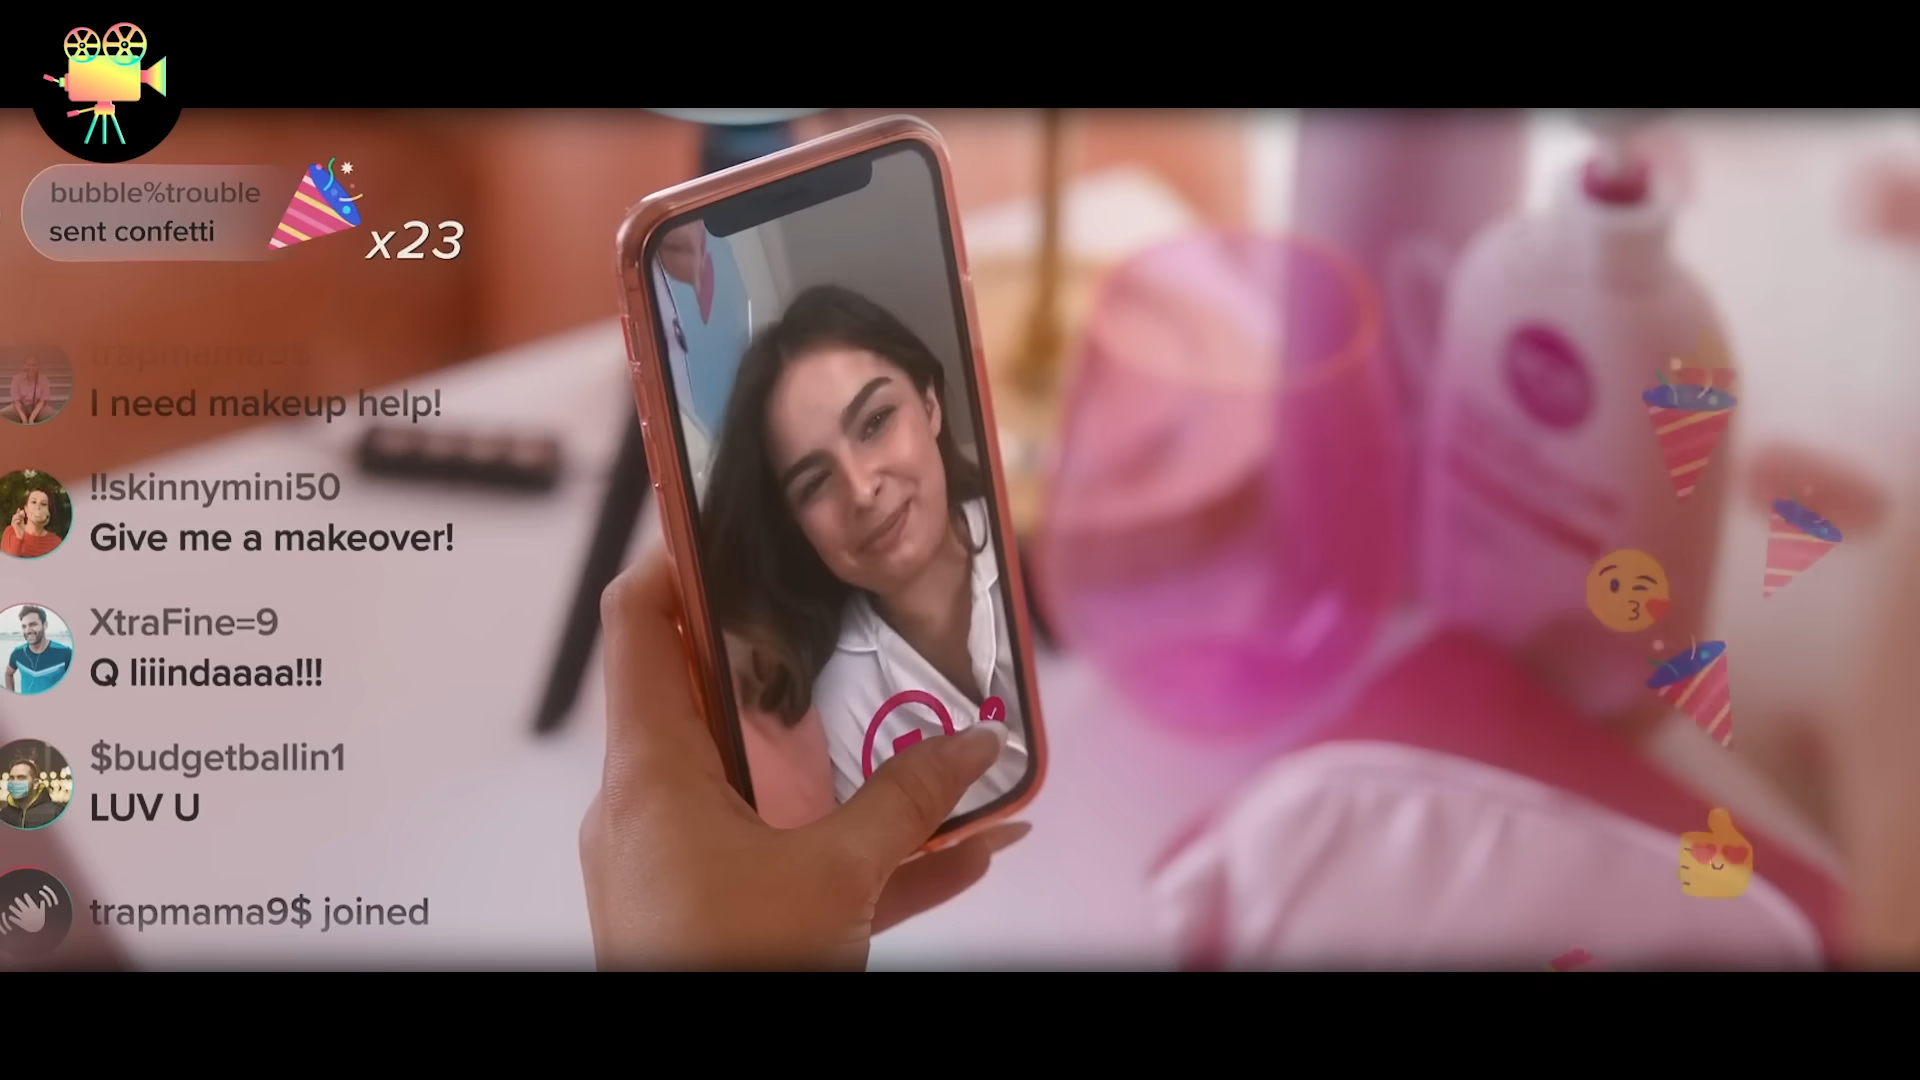 bubble%trouble
sent confetti
x23
trapmama9$
I need makeup help!
!!skinnymini50
Give me a makeover!
XtraFine=9
Q liiindaaaa!!!
$budgetballin1
LUV U
trapmama9$ joined